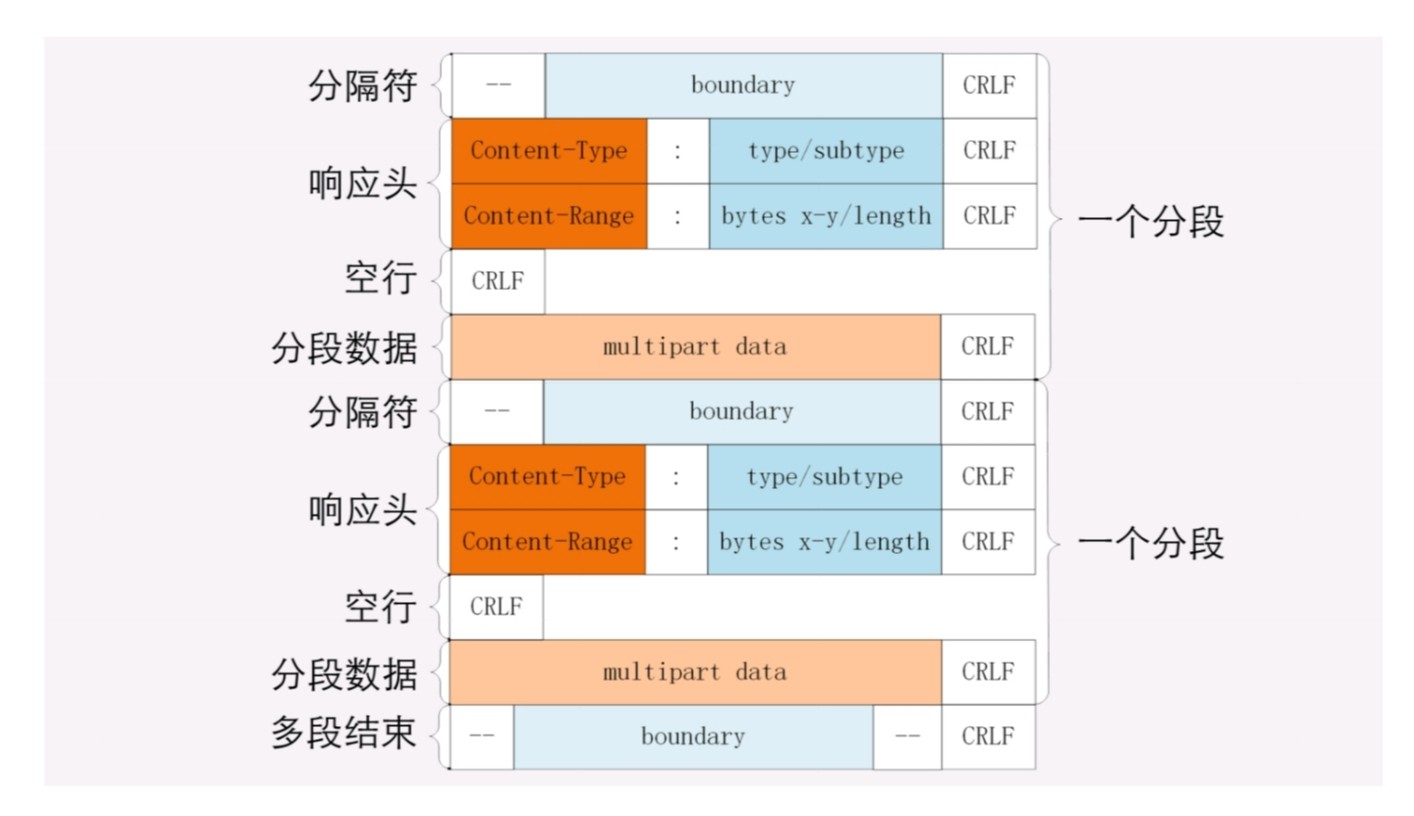 分隔符 -- boundary CRLF
响应头 Content-Type : type/subtype CRLF
Content-Range : bytes x-y/length CRLF
一个分段
空行 CRLF
分段数据 multipart data CRLF
分隔符 -- boundary CRLF
响应头 Content-Type : type/subtype CRLF
Content-Range : bytes x-y/length CRLF
一个分段
空行 CRLF
分段数据 multipart data CRLF
多段结束 -- boundary -- CRLF